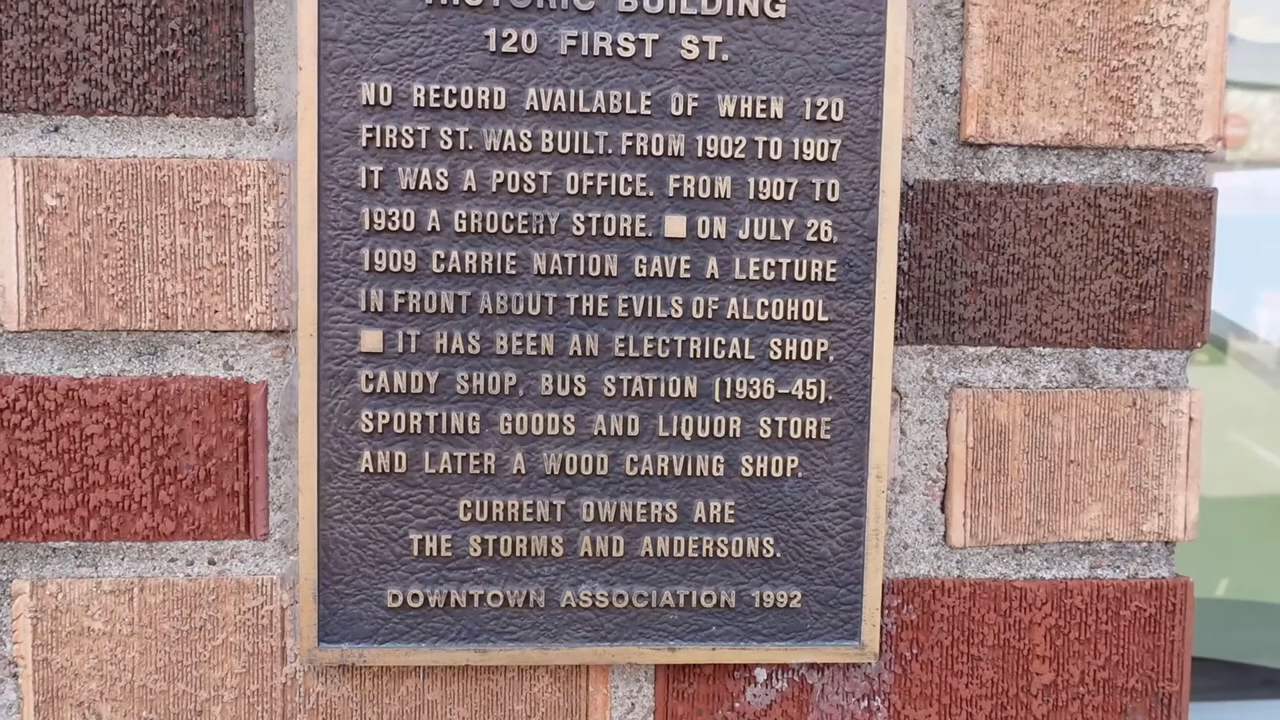 HISTORIC BUILDING
120 FIRST ST.
NO RECORD AVAILABLE OF WHEN 120
FIRST ST. WAS BUILT. FROM 1902 TO 1907
IT WAS A POST OFFICE. FROM 1907 TO
1930 A GROCERY STORE. ■ ON JULY 26,
1909 CARRIE NATION GAVE A LECTURE
IN FRONT ABOUT THE EVILS OF ALCOHOL
■ IT HAS BEEN AN ELECTRICAL SHOP,
CANDY SHOP, BUS STATION (1936-45),
SPORTING GOODS AND LIQUOR STORE
AND LATER A WOOD CARVING SHOP.
CURRENT OWNERS ARE
THE STORMS AND ANDERSONS.
DOWNTOWN ASSOCIATION 1992